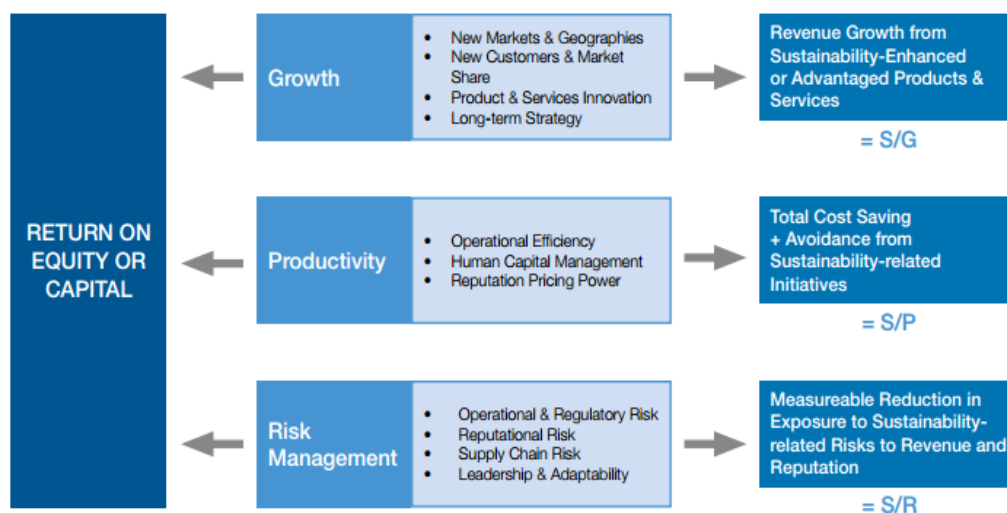 RETURN ON
EQUITY OR
CAPITAL
Growth
• New Markets & Geographies
• New Customers & Market
Share
• Product & Services Innovation
• Long-term Strategy
Revenue Growth from
Sustainability-Enhanced
or Advantaged Products &
Services
= S/G
Productivity
• Operational Efficiency
• Human Capital Management
• Reputation Pricing Power
Total Cost Saving
+ Avoidance from
Sustainability-related
Initiatives
= S/P
Risk
Management
• Operational & Regulatory Risk
• Reputational Risk
• Supply Chain Risk
• Leadership & Adaptability
Measureable Reduction in
Exposure to Sustainability-
related Risks to Revenue and
Reputation
= S/R